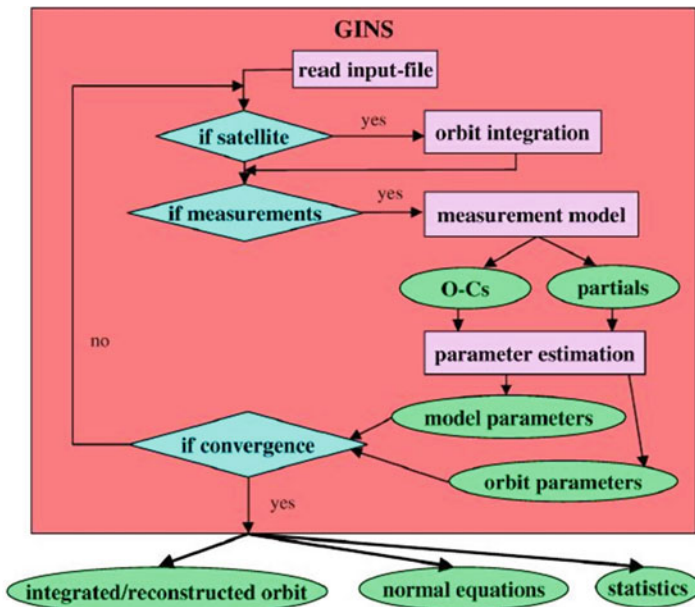 GINS
read input-file
if satellite
yes
orbit integration
if measurements
yes
measurement model
O-Cs
partials
no
parameter estimation
model parameters
if convergence
orbit parameters
yes
integrated/reconstructed orbit
normal equations
statistics